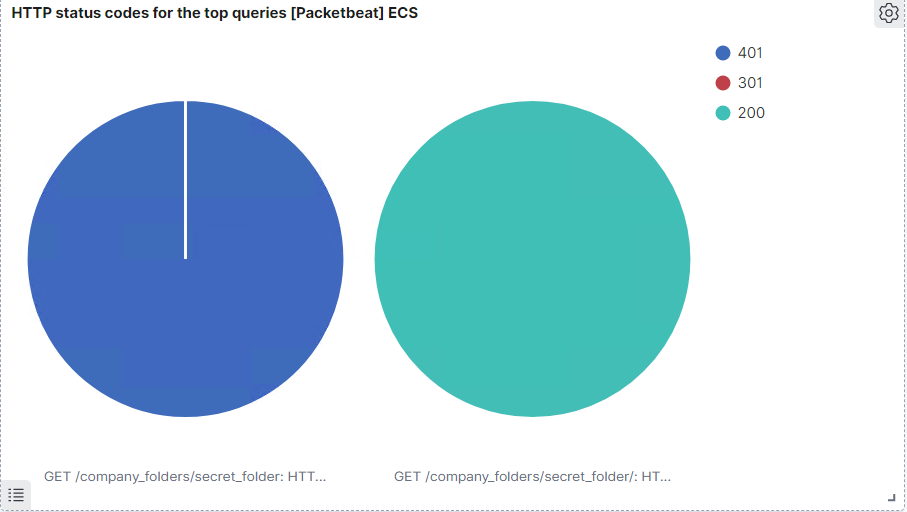 HTTP status codes for the top queries [Packetbeat] ECS
401
301
200
GET /company_folders/secret_folder: HTT...
GET /company_folders/secret_folder/: HT...